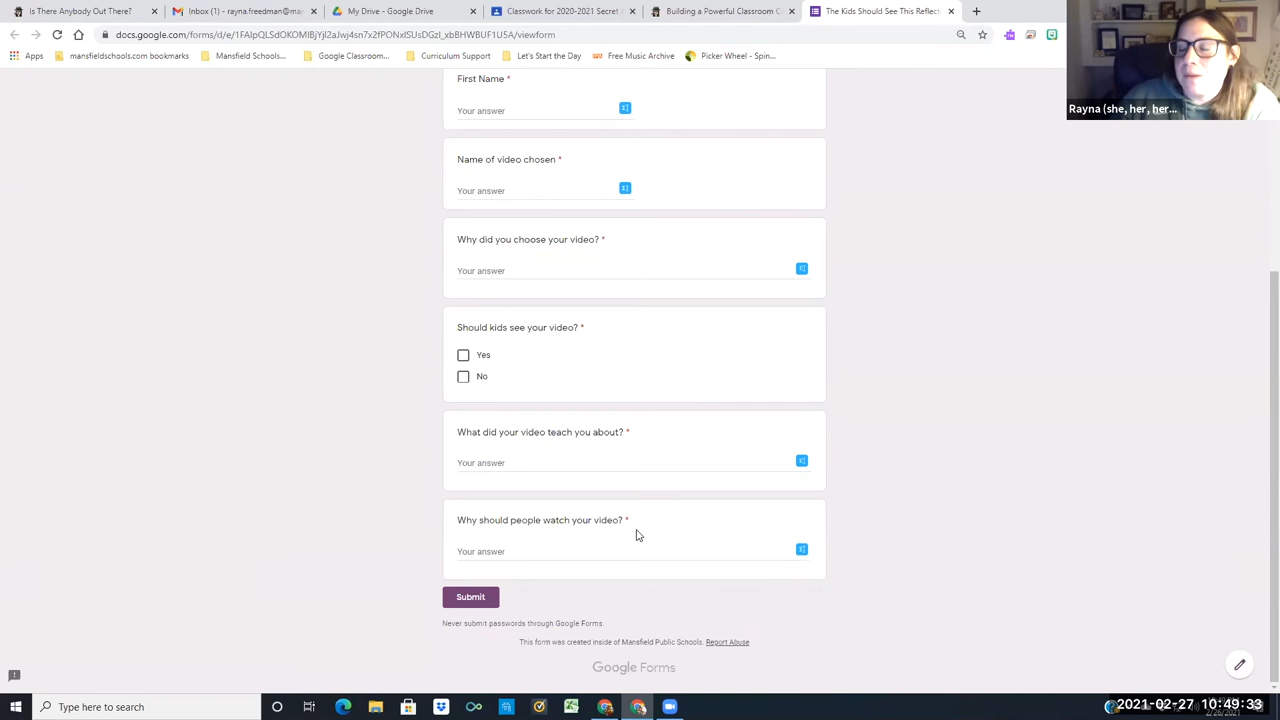 Is There Anybody Out There?
Inbox (1) - rayna.freedman@ma
My Drive - Google Drive
Classwork for 2020-2021 Secret
Building a Powerful Classroom C
The Kids Should See This Reflect
Apps
mansfieldschools.com bookmarks
Mansfield Schools...
Google Classroom...
Curriculum Support
Let's Start the Day
Free Music Archive
Picker Wheel - Spin...
Rayna (she, her, her...
First Name *
Your answer
Name of video chosen *
Your answer
Why did you choose your video? *
Your answer
Should kids see your video? *
Yes
No
What did your video teach you about? *
Your answer
Why should people watch your video? *
Your answer
Submit
Never submit passwords through Google Forms.
This form was created inside of Mansfield Public Schools. Report Abuse
Google Forms
Type here to search
2021-02-27 10:49:33